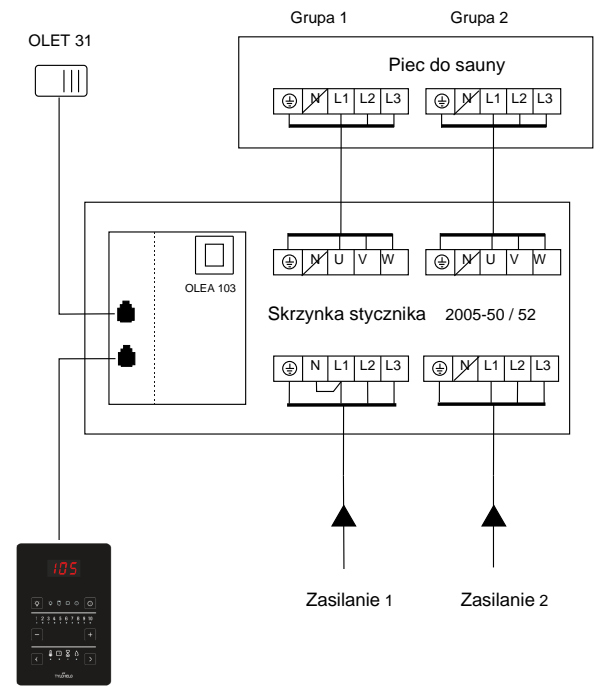 Grupa 1 Grupa 2
OLET 31
Piec do sauny
N L1 L2 L3 N L1 L2 L3
N U V W N U V W
OLEA 103
Skrzynka stycznika 2005-50 / 52
N L1 L2 L3 N L1 L2 L3
105
1 2 3 4 5 6 7 8 9 10
TYLÖHELO
Zasilanie 1 Zasilanie 2